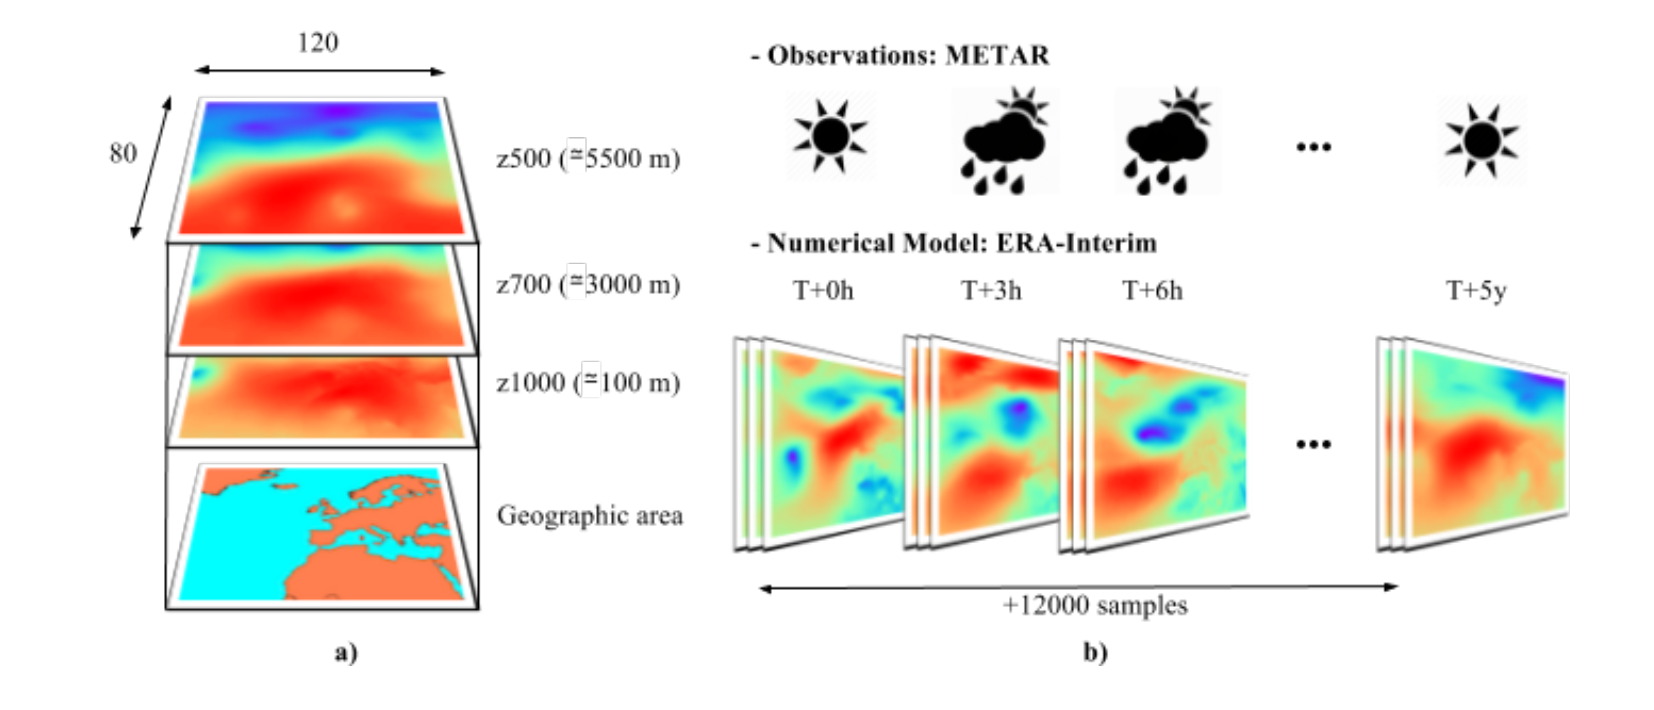 120
80
z500 (≃5500 m)
z700 (≃3000 m)
z1000 (≃100 m)
Geographic area
a)
- Observations: METAR
...
- Numerical Model: ERA-Interim
T+0h T+3h T+6h T+5y
...
+12000 samples
b)